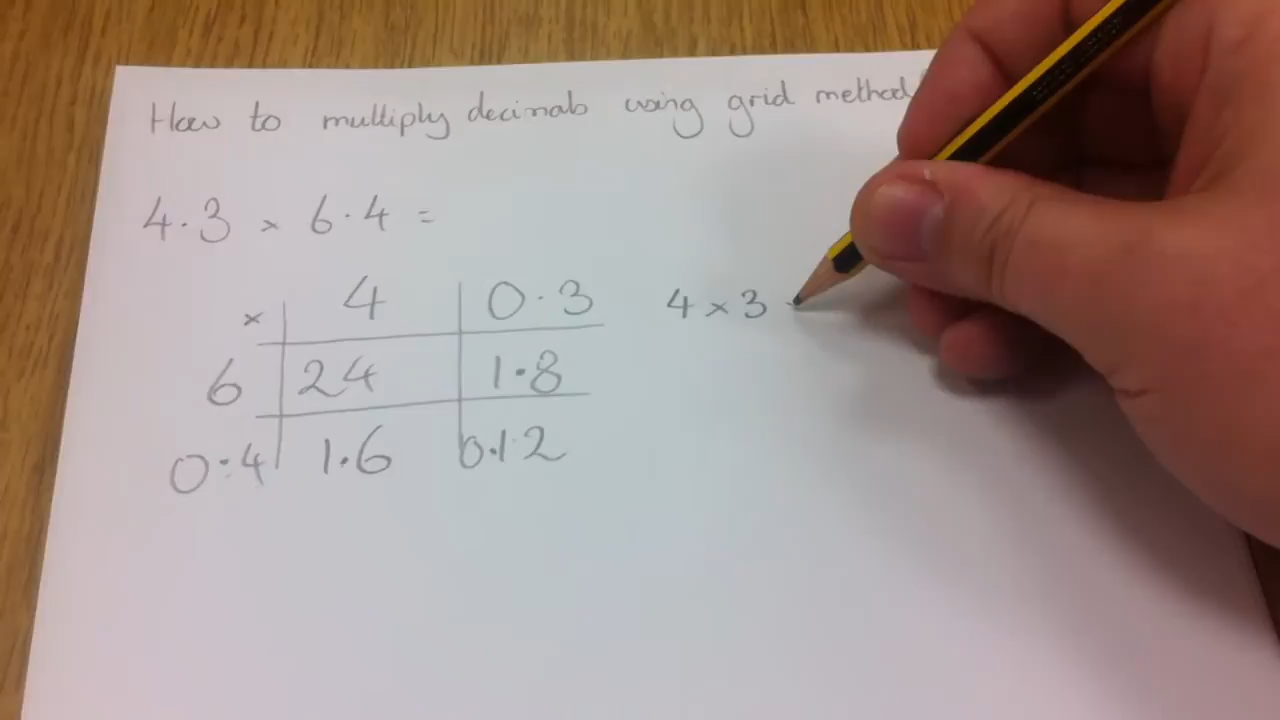 How to multiply decimals using grid method
4.3 × 6.4 =
× 4 0.3
4 × 3
6 24 1.8
0.4 1.6 0.12